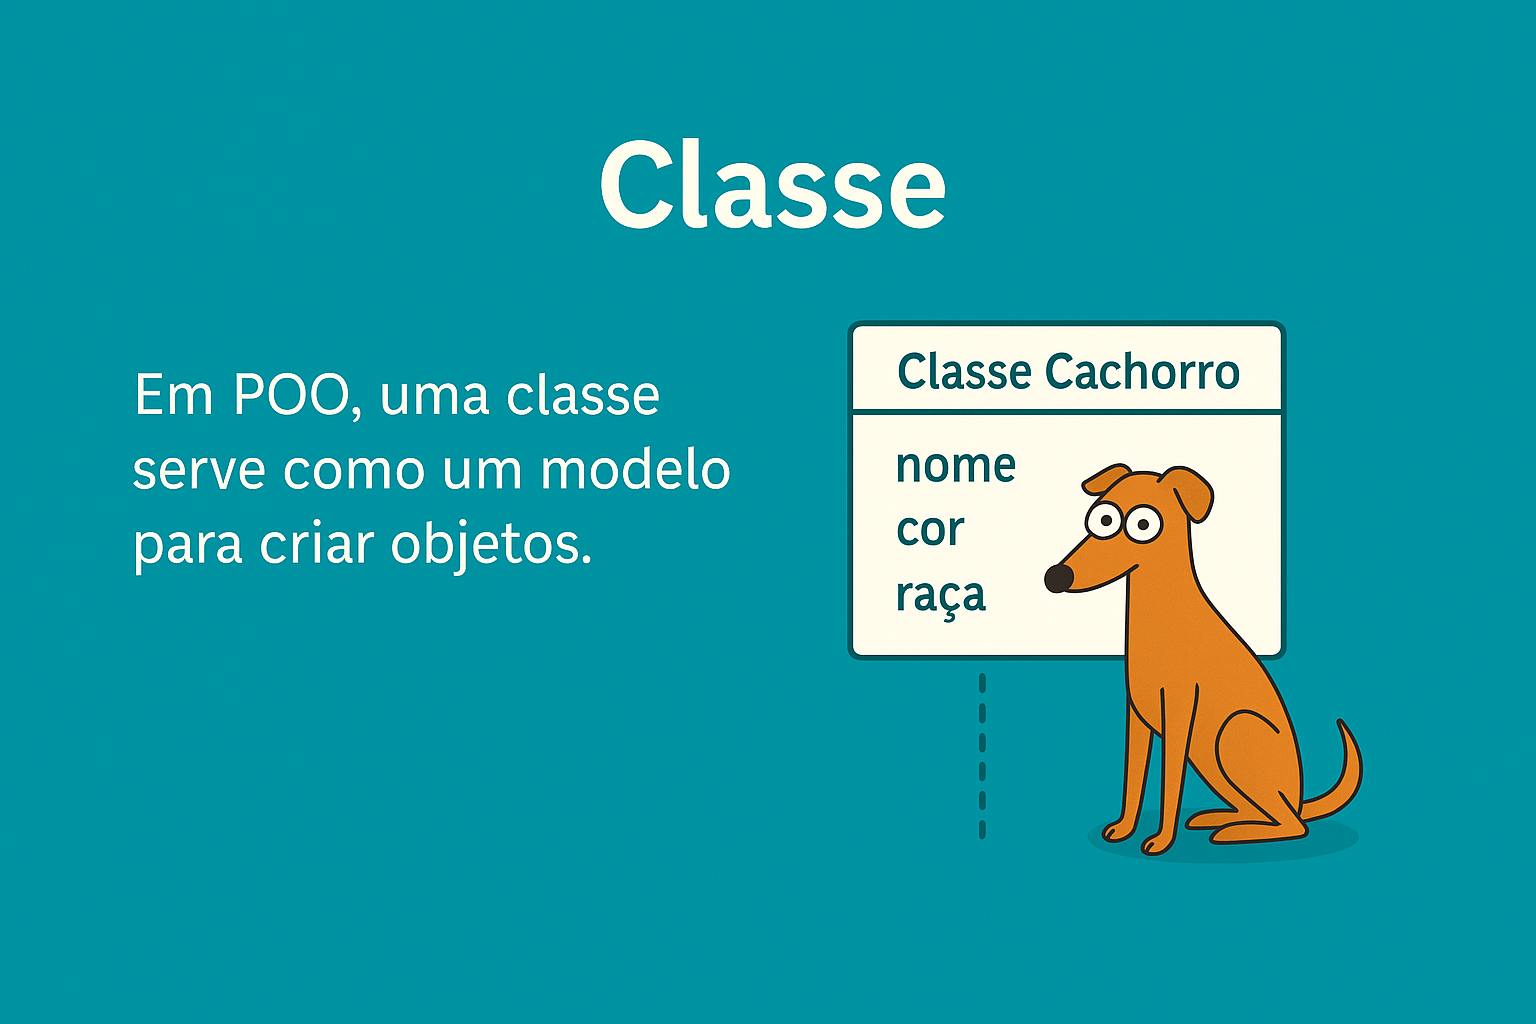 Classe
Em POO, uma classe
serve como um modelo
para criar objetos.
Classe Cachorro
nome
cor
raça